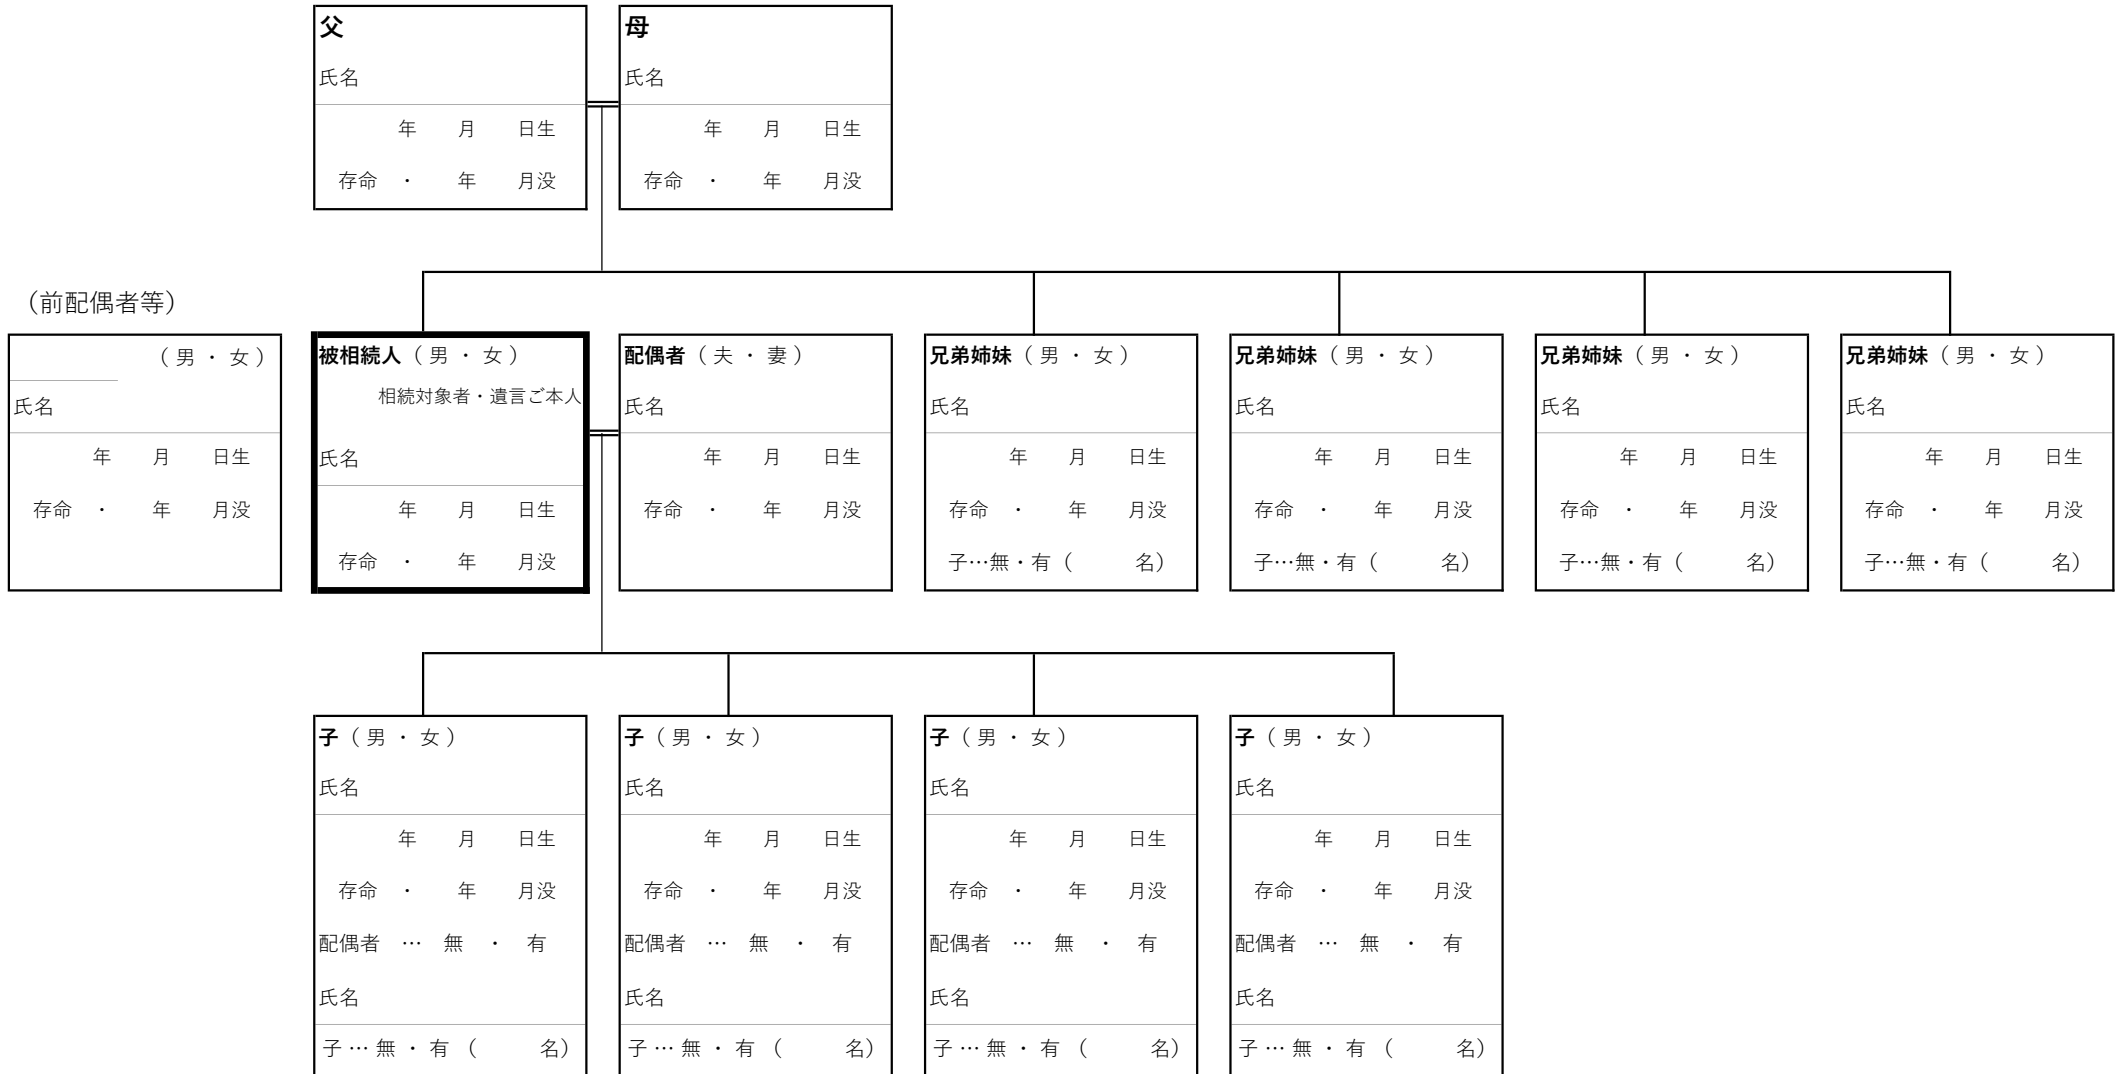 父
氏名
年 月 日生
存命 ・ 年 月没
母
氏名
年 月 日生
存命 ・ 年 月没
（前配偶者等）
（ 男 ・ 女 ）
氏名
年 月 日生
存命 ・ 年 月没
被相続人（ 男 ・ 女 ）
相続対象者・遺言ご本人
氏名
年 月 日生
存命 ・ 年 月没
配偶者（ 夫 ・ 妻 ）
氏名
年 月 日生
存命 ・ 年 月没
兄弟姉妹（ 男 ・ 女 ）
氏名
年 月 日生
存命 ・ 年 月没
子…無・有（ 名）
兄弟姉妹（ 男 ・ 女 ）
氏名
年 月 日生
存命 ・ 年 月没
子…無・有（ 名）
兄弟姉妹（ 男 ・ 女 ）
氏名
年 月 日生
存命 ・ 年 月没
子…無・有（ 名）
兄弟姉妹（ 男 ・ 女 ）
氏名
年 月 日生
存命 ・ 年 月没
子…無・有（ 名）
子（ 男 ・ 女 ）
氏名
年 月 日生
存命 ・ 年 月没
配偶者 … 無 ・ 有
氏名
子 … 無 ・ 有 （ 名）
子（ 男 ・ 女 ）
氏名
年 月 日生
存命 ・ 年 月没
配偶者 … 無 ・ 有
氏名
子 … 無 ・ 有 （ 名）
子（ 男 ・ 女 ）
氏名
年 月 日生
存命 ・ 年 月没
配偶者 … 無 ・ 有
氏名
子 … 無 ・ 有 （ 名）
子（ 男 ・ 女 ）
氏名
年 月 日生
存命 ・ 年 月没
配偶者 … 無 ・ 有
氏名
子 … 無 ・ 有 （ 名）